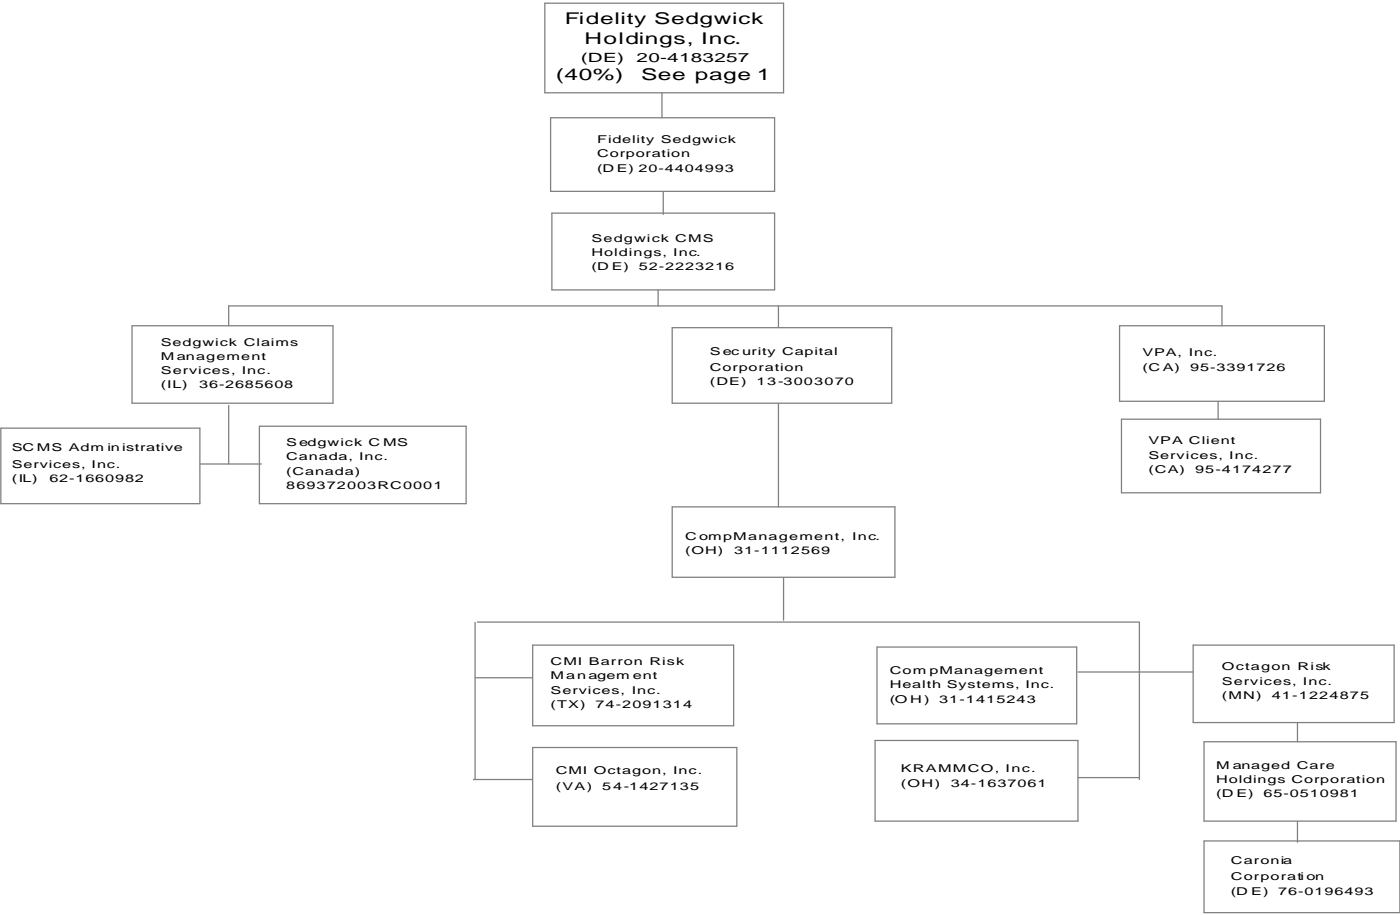 Fidelity Sedgwick
Holdings, Inc.
(DE) 20-4183257
(40%) See page 1
Fidelity Sedgwick
Corporation
(DE) 20-4404993
Sedgwick CMS
Holdings, Inc.
(DE) 52-2223216
Sedgwick Claims
Management
Services, Inc.
(IL) 36-2685608
Security Capital
Corporation
(DE) 13-3003070
VPA, Inc.
(CA) 95-3391726
SCMS Administrative
Services, Inc.
(IL) 62-1660982
Sedgwick CMS
Canada, Inc.
(Canada)
869372003RC0001
VPA Client
Services, Inc.
(CA) 95-4174277
CompManagement, Inc.
(OH) 31-1112569
CMI Barron Risk
Management
Services, Inc.
(TX) 74-2091314
CompManagement
Health Systems, Inc.
(OH) 31-1415243
Octagon Risk
Services, Inc.
(MN) 41-1224875
CMI Octagon, Inc.
(VA) 54-1427135
KRAMMCO, Inc.
(OH) 34-1637061
Managed Care
Holdings Corporation
(DE) 65-0510981
Caronia
Corporation
(DE) 76-0196493